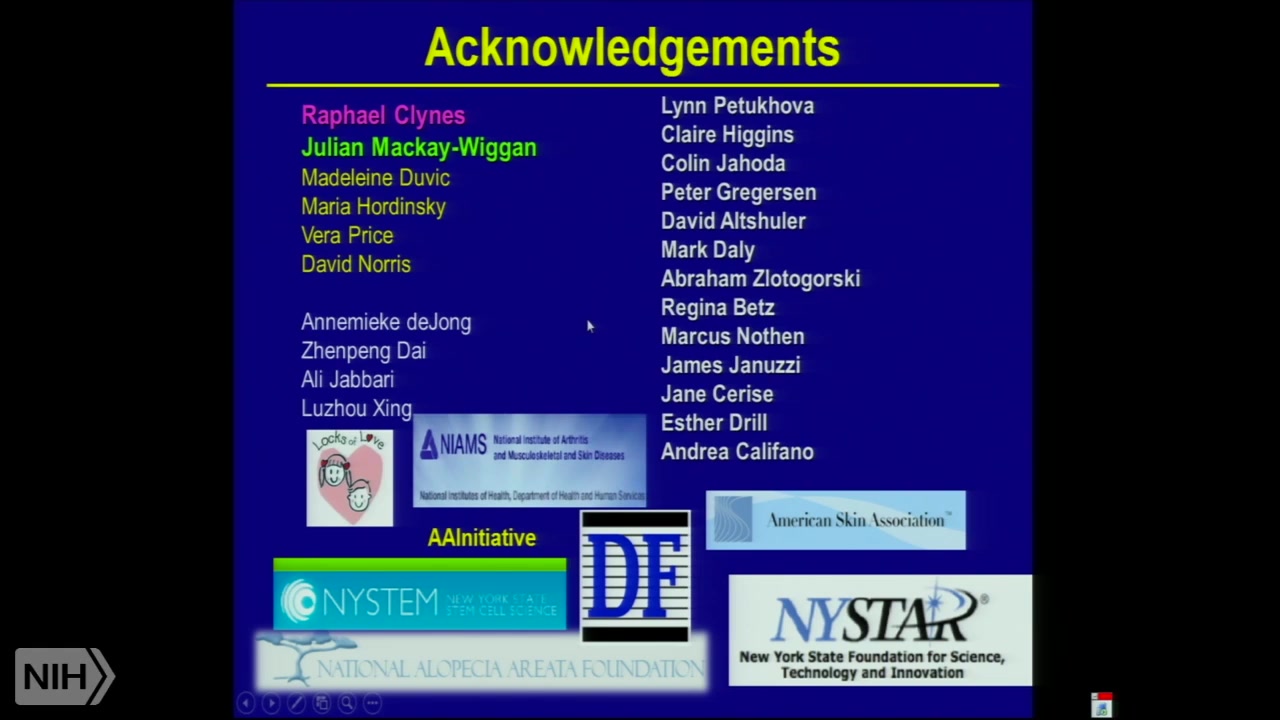 Acknowledgements
Raphael Clynes
Julian Mackay-Wiggan
Madeleine Duvic
Maria Hordinsky
Vera Price
David Norris
Annemieke deJong
Zhenpeng Dai
Ali Jabbari
Luzhou Xing
Lynn Petukhova
Claire Higgins
Colin Jahoda
Peter Gregersen
David Altshuler
Mark Daly
Abraham Zlotogorski
Regina Betz
Marcus Nothen
James Januzzi
Jane Cerise
Esther Drill
Andrea Califano
Locks of Love
NIAMS
National Institute of Arthritis
and Musculoskeletal and Skin Diseases
National Institutes of Health, Department of Health and Human Services
American Skin Association™
AAInitiative
DF
NYSTEM
NEW YORK STATE
STEM CELL SCIENCE
NYSTAR®
New York State Foundation for Science,
Technology and Innovation
NATIONAL ALOPECIA AREATA FOUNDATION
NIH